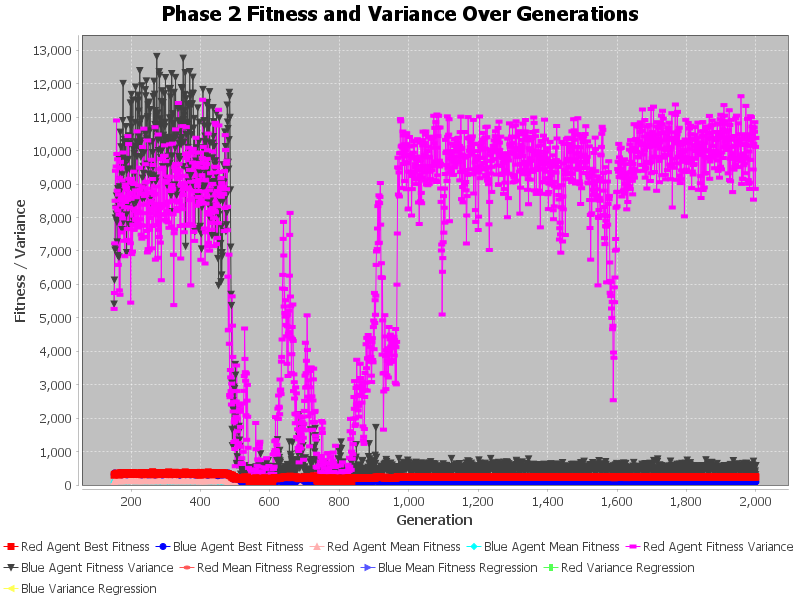 Phase 2 Fitness and Variance Over Generations
13,000
12,000
11,000
10,000
9,000
8,000
7,000
6,000
5,000
4,000
3,000
2,000
1,000
0
Fitness / Variance
200 400 600 800 1,000 1,200 1,400 1,600 1,800 2,000
Generation
Red Agent Best Fitness Blue Agent Best Fitness Red Agent Mean Fitness Blue Agent Mean Fitness Red Agent Fitness Variance
Blue Agent Fitness Variance Red Mean Fitness Regression Blue Mean Fitness Regression Red Variance Regression
Blue Variance Regression